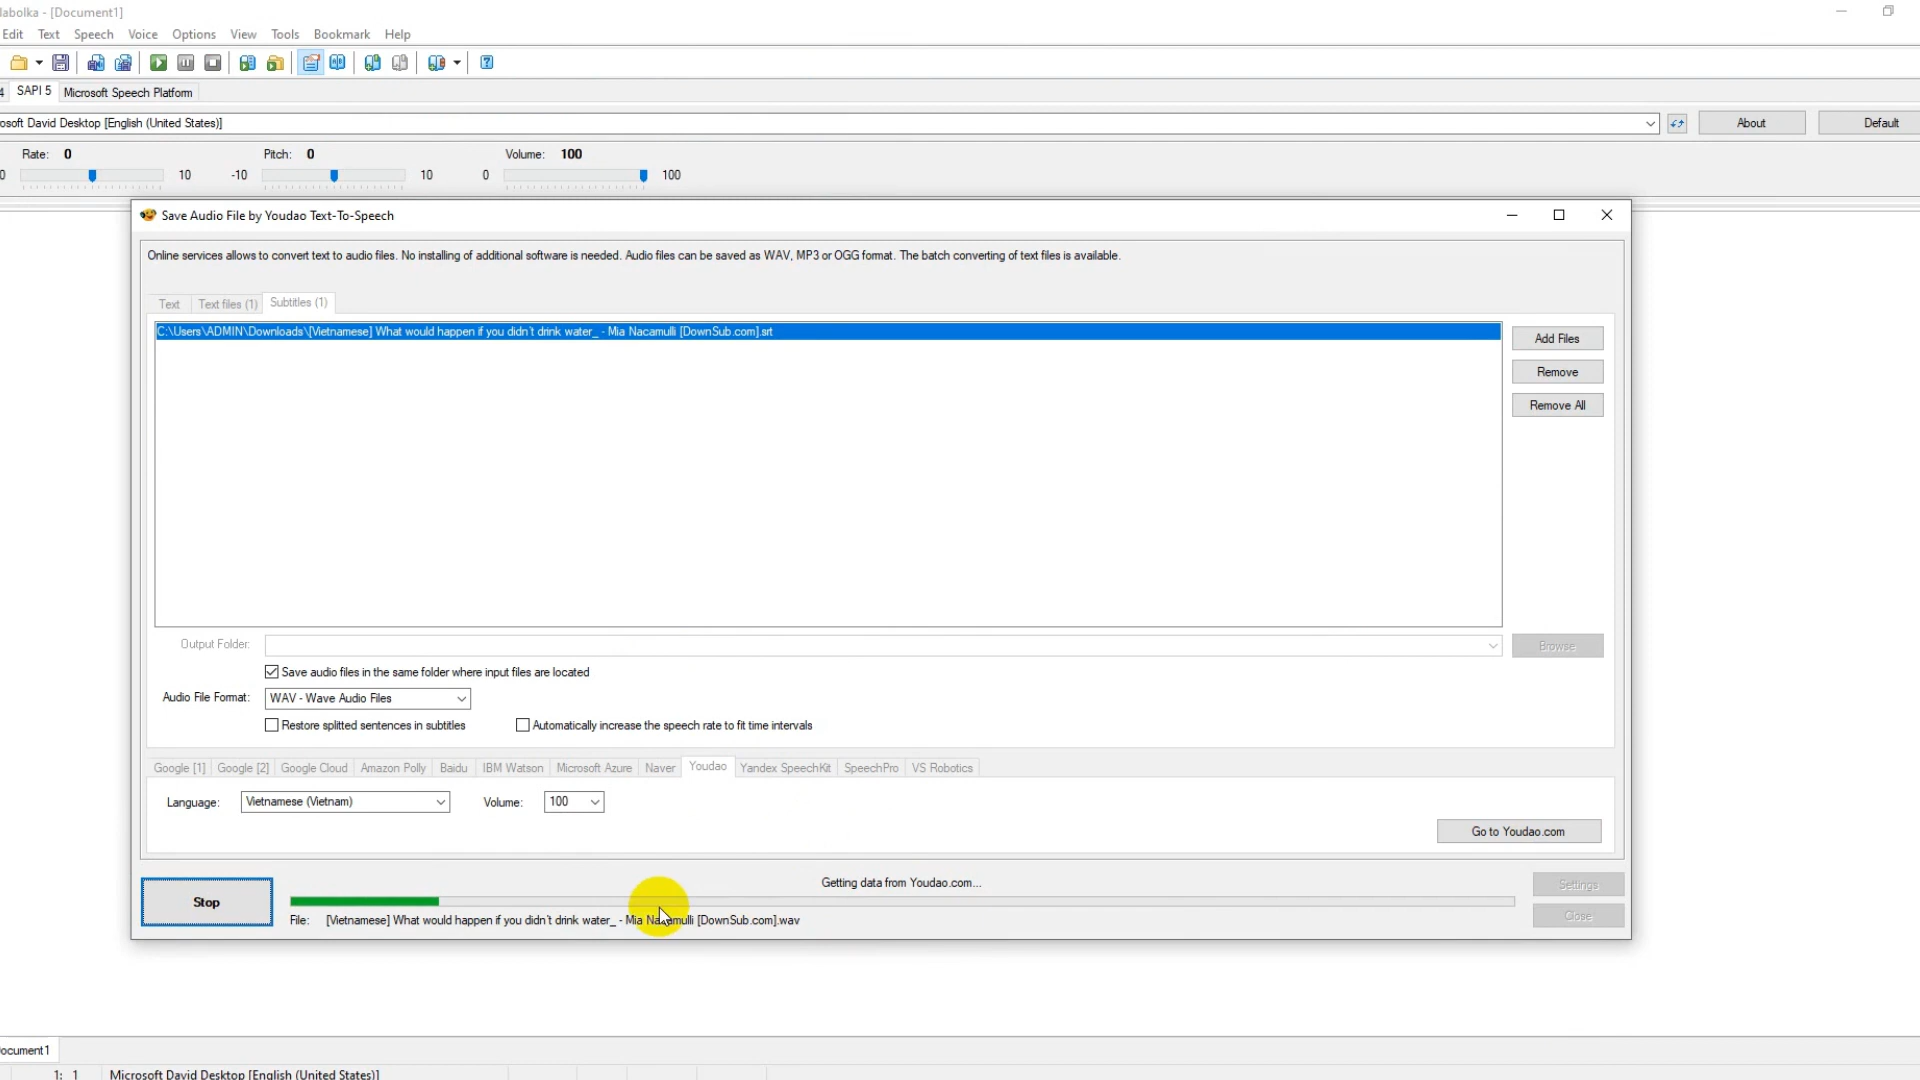 labolka - [Document1]
Edit Text Speech Voice Options View Tools Bookmark Help
4 SAPI 5 Microsoft Speech Platform
osoft David Desktop [English (United States)] About Default
Rate: 0 Pitch: 0 Volume: 100
0 10 -10 10 0 100
Save Audio File by Youdao Text-To-Speech
Online services allows to convert text to audio files. No installing of additional software is needed. Audio files can be saved as WAV, MP3 or OGG format. The batch converting of text files is available.
Text Text files (1) Subtitles (1)
C:\Users\ADMIN\Downloads\[Vietnamese] What would happen if you didn't drink water_ - Mia Nacamulli [DownSub.com].srt
Add Files
Remove
Remove All
Output Folder: Browse
Save audio files in the same folder where input files are located
Audio File Format: WAV - Wave Audio Files
Restore splitted sentences in subtitles Automatically increase the speech rate to fit time intervals
Google [1] Google [2] Google Cloud Amazon Polly Baidu IBM Watson Microsoft Azure Naver Youdao Yandex SpeechKit SpeechPro VS Robotics
Language: Vietnamese (Vietnam) Volume: 100
Go to Youdao.com
Getting data from Youdao.com...
Settings
Stop
File: [Vietnamese] What would happen if you didn't drink water_ - Mia Nacamulli [DownSub.com].wav
Close
ocument1
1: 1 Microsoft David Desktop [English (United States)]